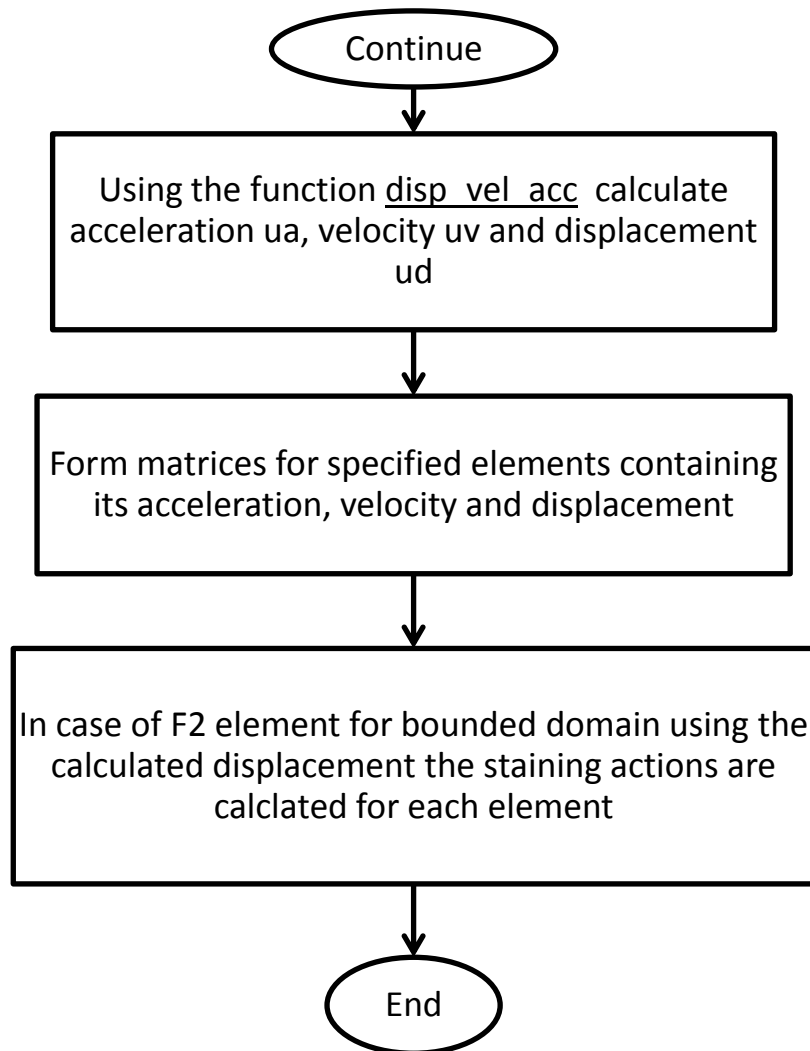 Continue
Using the function disp_vel_acc calculate
acceleration ua, velocity uv and displacement
ud
Form matrices for specified elements containing
its acceleration, velocity and displacement
In case of F2 element for bounded domain using the
calculated displacement the staining actions are
calclated for each element
End